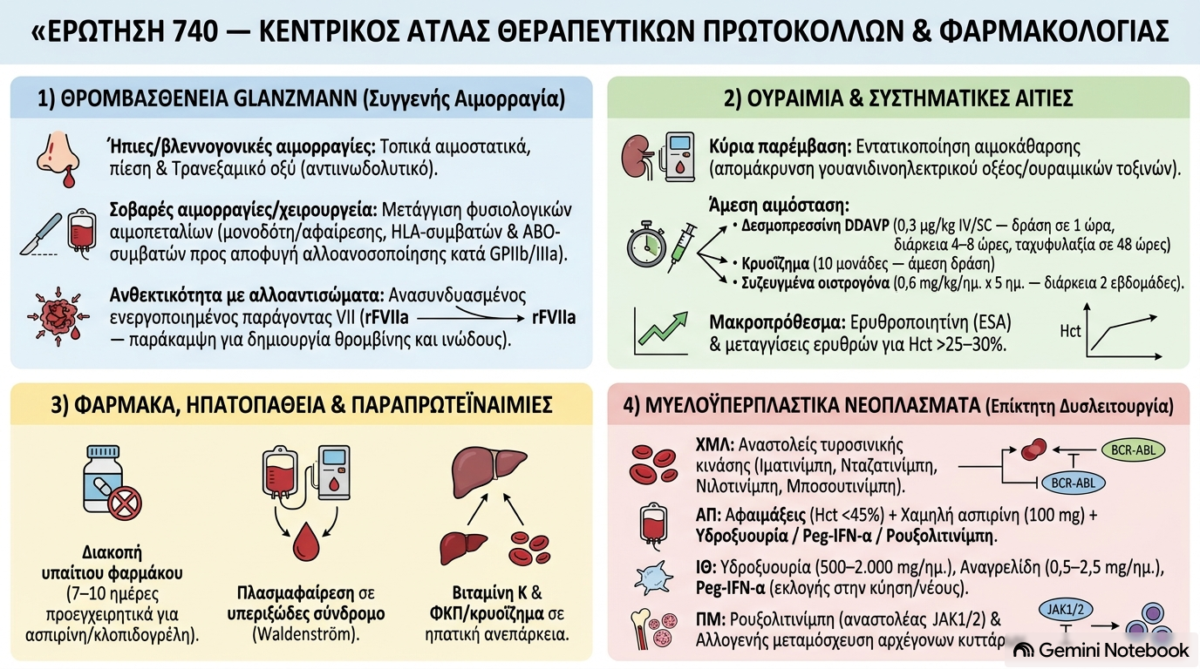 «ΕΡΩΤΗΣΗ 740 — ΚΕΝΤΡΙΚΟΣ ΑΤΛΑΣ ΘΕΡΑΠΕΥΤΙΚΩΝ ΠΡΩΤΟΚΟΛΛΩΝ & ΦΑΡΜΑΚΟΛΟΓΙΑΣ
1) ΘΡΟΜΒΑΣΘΕΝΕΙΑ GLANZMANN (Συγγενής Αιμορραγία)
Ήπιες/βλεννογονικές αιμορραγίες: Τοπικά αιμοστατικά,
πίεση & Τρανεξαμικό οξύ (αντιινωδολυτικό).
Σοβαρές αιμορραγίες/χειρουργεία: Μετάγγιση φυσιολογικών
αιμοπεταλίων (μονοδότη/αφαίρεσης, HLA-συμβατών & ABO-
συμβατών προς αποφυγή αλλοανοσοποίησης κατά GPIIb/IIIa).
Ανθεκτικότητα με αλλοαντισώματα: Ανασυνδυασμένος
ενεργοποιημένος παράγοντας VII (rFVIIa rFVIIa
— παράκαμψη για δημιουργία θρομβίνης και ινώδους).
2) ΟΥΡΑΙΜΙΑ & ΣΥΣΤΗΜΑΤΙΚΕΣ ΑΙΤΙΕΣ
Κύρια παρέμβαση: Εντατικοποίηση αιμοκάθαρσης
(απομάκρυνση γουανιδινοηλεκτρικού οξέος/ουραιμικών τοξινών).
Άμεση αιμόσταση:
• Δεσμοπρεσσίνη DDAVP (0,3 μg/kg IV/SC — δράση σε 1 ώρα,
διάρκεια 4–8 ώρες, ταχυφυλαξία σε 48 ώρες)
• Κρυοΐζημα (10 μονάδες — άμεση δράση)
• Συζευγμένα οιστρογόνα (0,6 mg/kg/ημ. x 5 ημ. — διάρκεια 2 εβδομάδες).
Μακροπρόθεσμα: Ερυθροποιητίνη (ESA)
& μεταγγίσεις ερυθρών για Hct >25–30%.
Hct
3) ΦΑΡΜΑΚΑ, ΗΠΑΤΟΠΑΘΕΙΑ & ΠΑΡΑΠΡΩΤΕΪΝΑΙΜΙΕΣ
Διακοπή
υπαίτιου φαρμάκου
(7–10 ημέρες
προεγχειρητικά για
ασπιρίνη/κλοπιδογρέλη).
Πλασμαφαίρεση σε
υπεριξώδες σύνδρομο
(Waldenström).
Βιταμίνη Κ &
ΦΚΠ/κρυοΐζημα σε
ηπατική ανεπάρκεια.
4) ΜΥΕΛΟΫΠΕΡΠΛΑΣΤΙΚΑ ΝΕΟΠΛΑΣΜΑΤΑ (Επίκτητη Δυσλειτουργία)
ΧΜΛ: Αναστολείς τυροσινικής
κινάσης (Ιματινίμπη, Νταζατινίμπη,
Νιλοτινίμπη, Μποσουτινίμπη).
BCR-ABL
BCR-ABL
ΑΠ: Αφαιμάξεις (Hct <45%) + Χαμηλή ασπιρίνη (100 mg) +
Υδροξουρία / Peg-IFN-α / Ρουξολιτινίμπη.
ΙΘ: Υδροξουρία (500–2.000 mg/ημ.), Αναγρελίδη (0,5–2,5 mg/ημ.),
Peg-IFN-α (εκλογής στην κύηση/νέους).
ΠΜ: Ρουξολιτινίμπη (αναστολέας JAK1/2) &
Αλλογενής μεταμόσχευση αρχέγονων κυττάρ
JAK1/2
Gemini Notebook